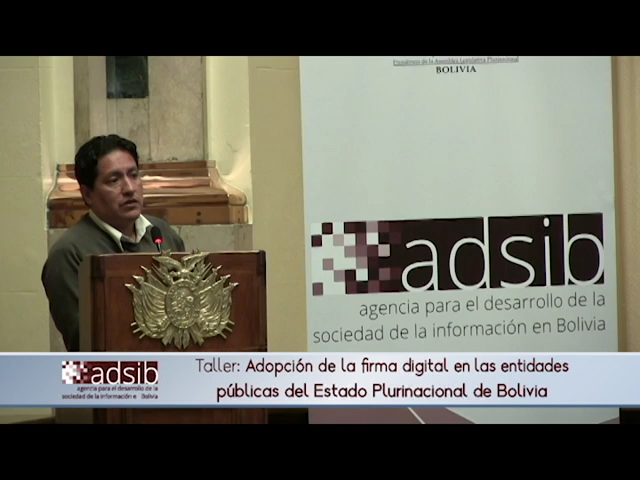 Presidencia de la Asamblea Legislativa Plurinacional
BOLIVIA
adsib
agencia para el desarrollo de la
sociedad de la información en Bolivia
adsib
agencia para el desarrollo de la
sociedad de la información e Bolivia
Taller: Adopción de la firma digital en las entidades
públicas del Estado Plurinacional de Bolivia